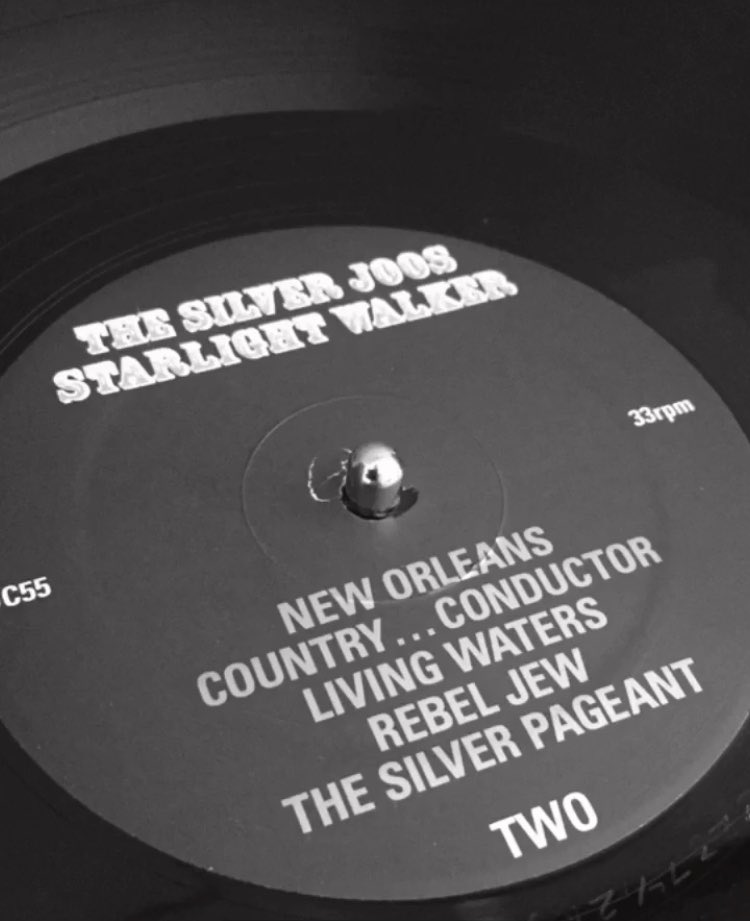 THE SILVER JOOS
STARLIGHT WALKER
33rpm
C55
NEW ORLEANS
COUNTRY...CONDUCTOR
LIVING WATERS
REBEL JEW
THE SILVER PAGEANT
TWO